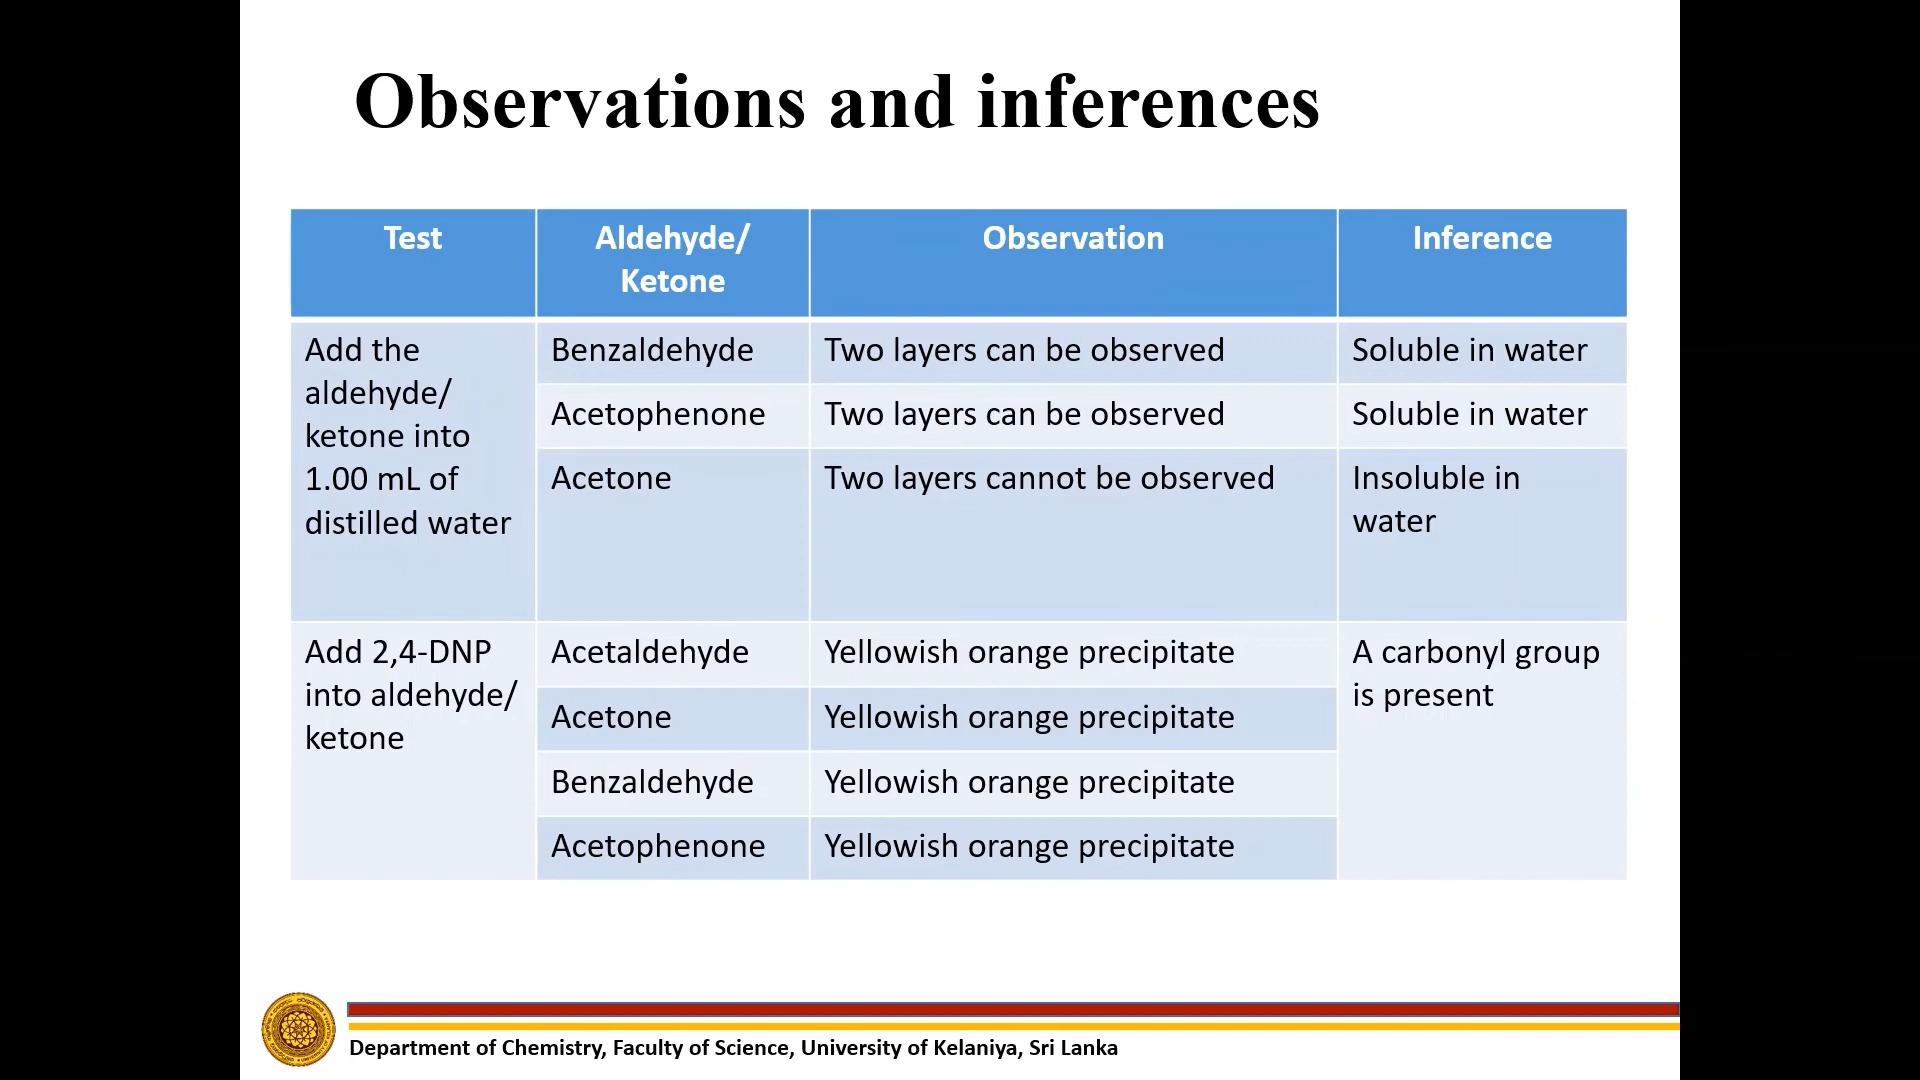 Observations and inferences
Test
Aldehyde/
Ketone
Observation
Inference
Add the
aldehyde/
ketone into
1.00 mL of
distilled water
Benzaldehyde
Two layers can be observed
Soluble in water
Acetophenone
Two layers can be observed
Soluble in water
Acetone
Two layers cannot be observed
Insoluble in
water
Add 2,4-DNP
into aldehyde/
ketone
Acetaldehyde
Yellowish orange precipitate
A carbonyl group
is present
Acetone
Yellowish orange precipitate
Benzaldehyde
Yellowish orange precipitate
Acetophenone
Yellowish orange precipitate
Department of Chemistry, Faculty of Science, University of Kelaniya, Sri Lanka